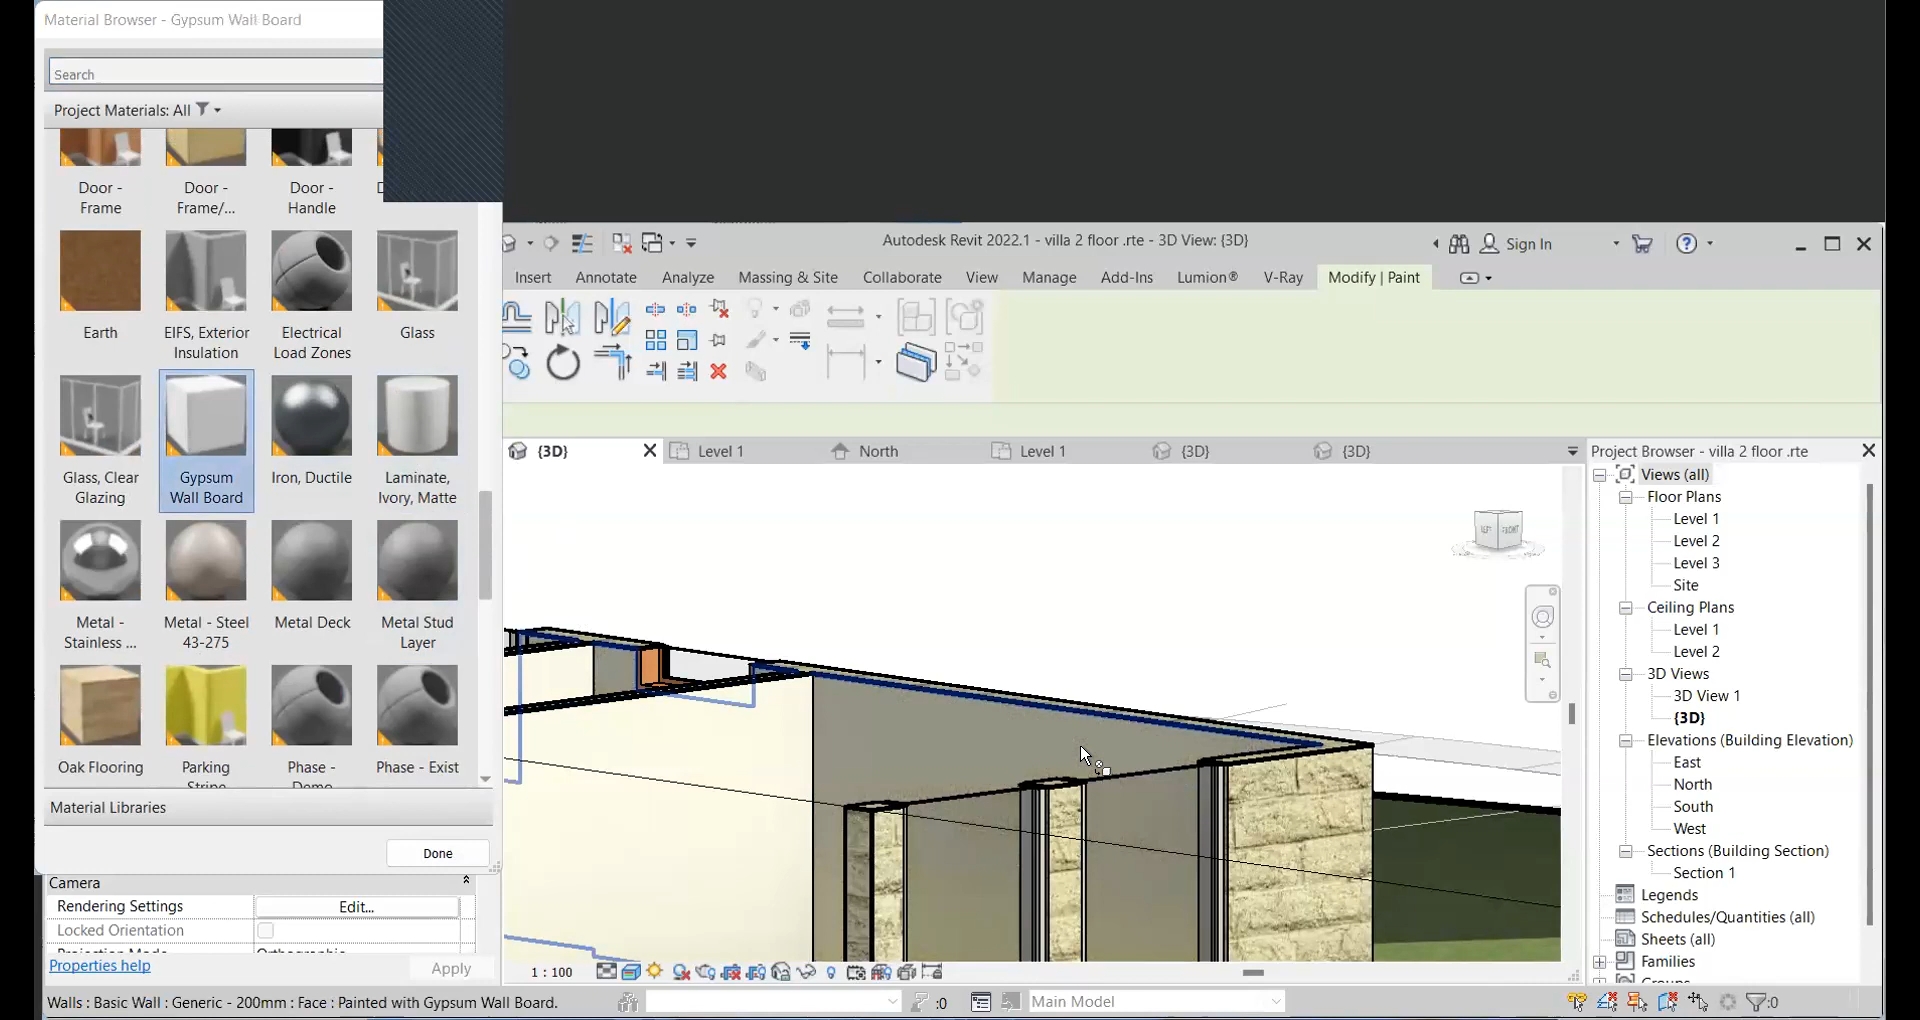 Material Browser - Gypsum Wall Board
Search
Project Materials: All
Door - Frame
Door - Frame/...
Door - Handle
Earth
EIFS, Exterior Insulation
Electrical Load Zones
Glass
Glass, Clear Glazing
Gypsum Wall Board
Iron, Ductile
Laminate, Ivory, Matte
Metal - Stainless ...
Metal - Steel 43-275
Metal Deck
Metal Stud Layer
Oak Flooring
Parking Stripe
Phase - Demo
Phase - Exist
Material Libraries
Done
Camera
Rendering Settings
Edit...
Locked Orientation
Projection Mode
Orthographic
Properties help
Apply
Autodesk Revit 2022.1 - villa 2 floor .rte - 3D View: {3D}
Sign In
Insert
Annotate
Analyze
Massing & Site
Collaborate
View
Manage
Add-Ins
Lumion®
V-Ray
Modify | Paint
{3D}
Level 1
North
Level 1
{3D}
{3D}
LEFT
FRONT
1 : 100
Project Browser - villa 2 floor .rte
Views (all)
Floor Plans
Level 1
Level 2
Level 3
Site
Ceiling Plans
Level 1
Level 2
3D Views
3D View 1
{3D}
Elevations (Building Elevation)
East
North
South
West
Sections (Building Section)
Section 1
Legends
Schedules/Quantities (all)
Sheets (all)
Families
Groups
Walls : Basic Wall : Generic - 200mm : Face : Painted with Gypsum Wall Board.
:0
Main Model
:0